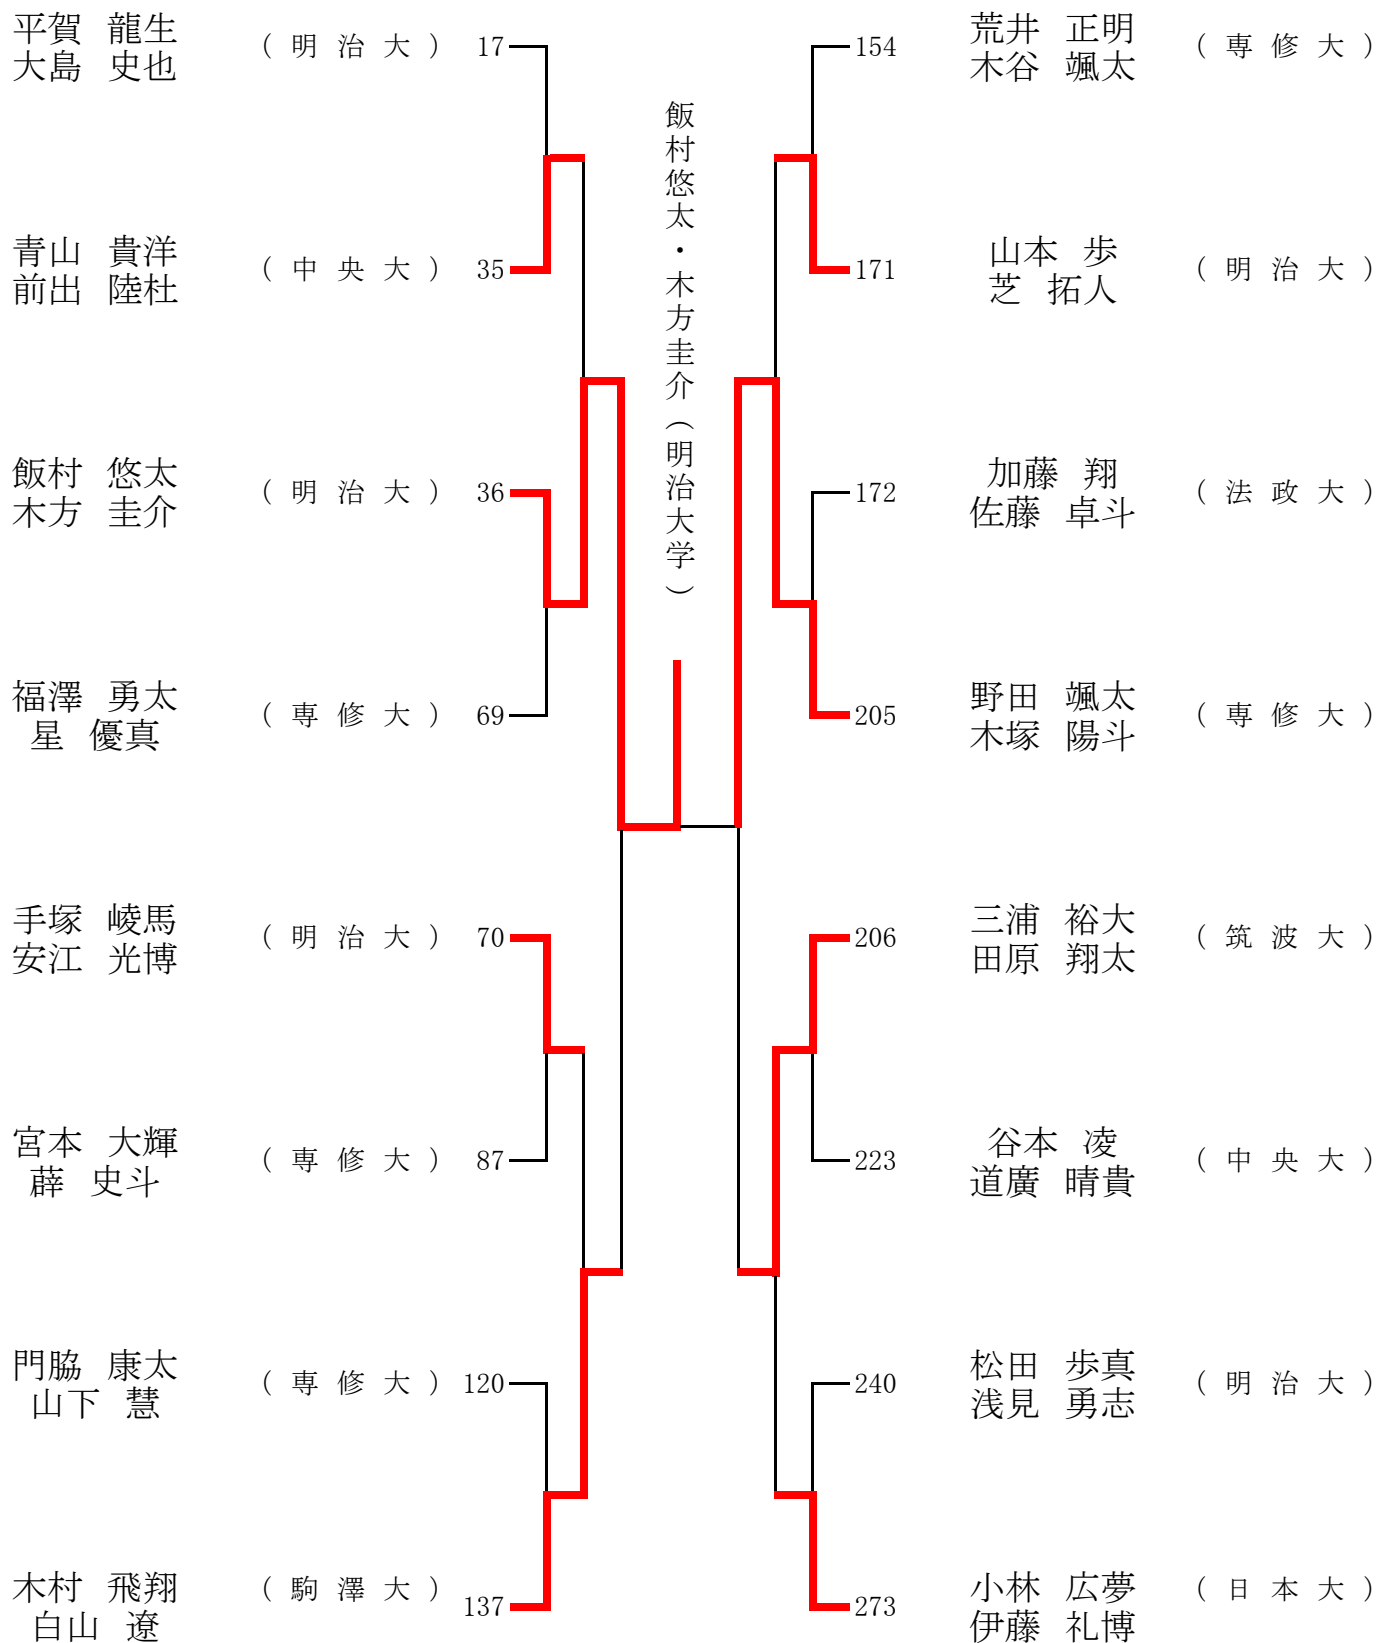 平賀 龍生
大島 史也
(明治大) 17
青山 貴洋
前出 陸杜
(中央大) 35
飯村 悠太
木方 圭介
(明治大) 36
福澤 勇太
星 優真
(専修大) 69
手塚 崚馬
安江 光博
(明治大) 70
宮本 大輝
薜 史斗
(専修大) 87
門脇 康太
山下 慧
(専修大) 120
木村 飛翔
白山 遼
(駒澤大) 137
飯村悠太・木方圭介(明治大学)
154 荒井 正明
木谷 颯太
(専修大)
171 山本 歩
芝 拓人
(明治大)
172 加藤 翔
佐藤 卓斗
(法政大)
205 野田 颯太
木塚 陽斗
(専修大)
206 三浦 裕大
田原 翔太
(筑波大)
223 谷本 凌
道廣 晴貴
(中央大)
240 松田 歩真
浅見 勇志
(明治大)
273 小林 広夢
伊藤 礼博
(日本大)